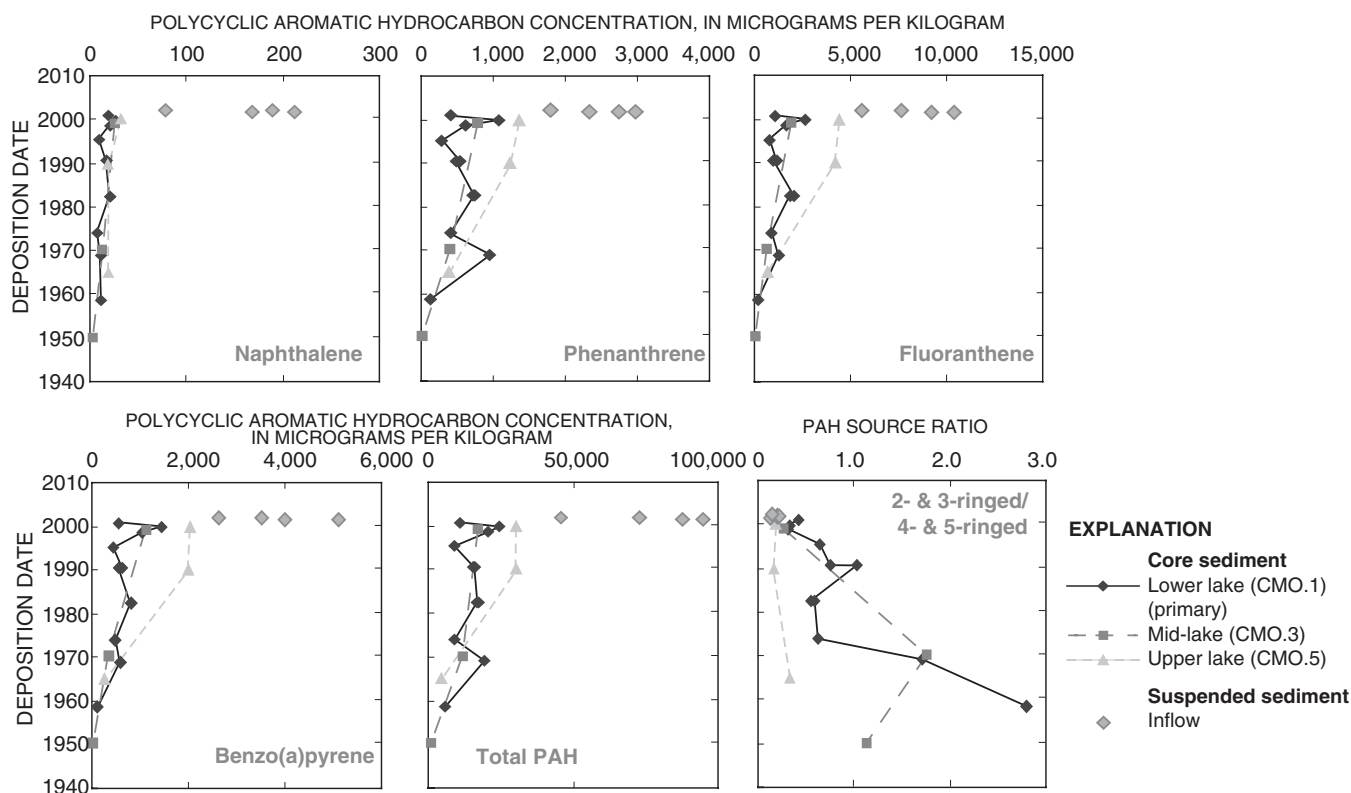 POLYCYCLIC AROMATIC HYDROCARBON CONCENTRATION, IN MICROGRAMS PER KILOGRAM
0 100 200 300
0 1,000 2,000 3,000 4,000
0 5,000 10,000 15,000
DEPOSITION DATE
2010
2000
1990
1980
1970
1960
1950
1940
Naphthalene
Phenanthrene
Fluoranthene
POLYCYCLIC AROMATIC HYDROCARBON CONCENTRATION,
IN MICROGRAMS PER KILOGRAM
PAH SOURCE RATIO
0 2,000 4,000 6,000
0 50,000 100,000
0 1.0 2.0 3.0
DEPOSITION DATE
2010
2000
1990
1980
1970
1960
1950
1940
Benzo(a)pyrene
Total PAH
2- & 3-ringed/
4- & 5-ringed
EXPLANATION
Core sediment
Lower lake (CMO.1)
(primary)
Mid-lake (CMO.3)
Upper lake (CMO.5)
Suspended sediment
Inflow